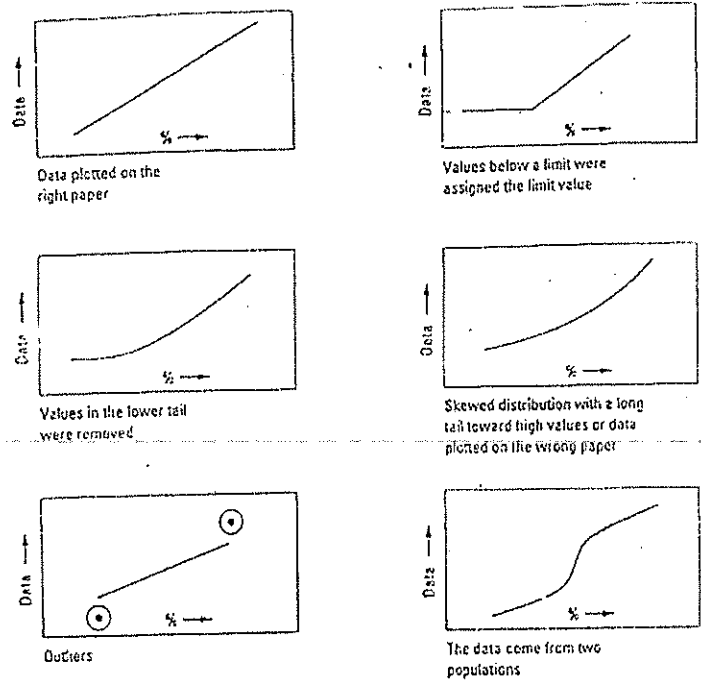 Data
%
Data plotted on the
right paper
Data
%
Values below a limit were
assigned the limit value
Data
%
Values in the lower tail
were removed
Data
%
Skewed distribution with a long
tail toward high values or data
plotted on the wrong paper
Data
%
Outliers
Data
%
The data come from two
populations